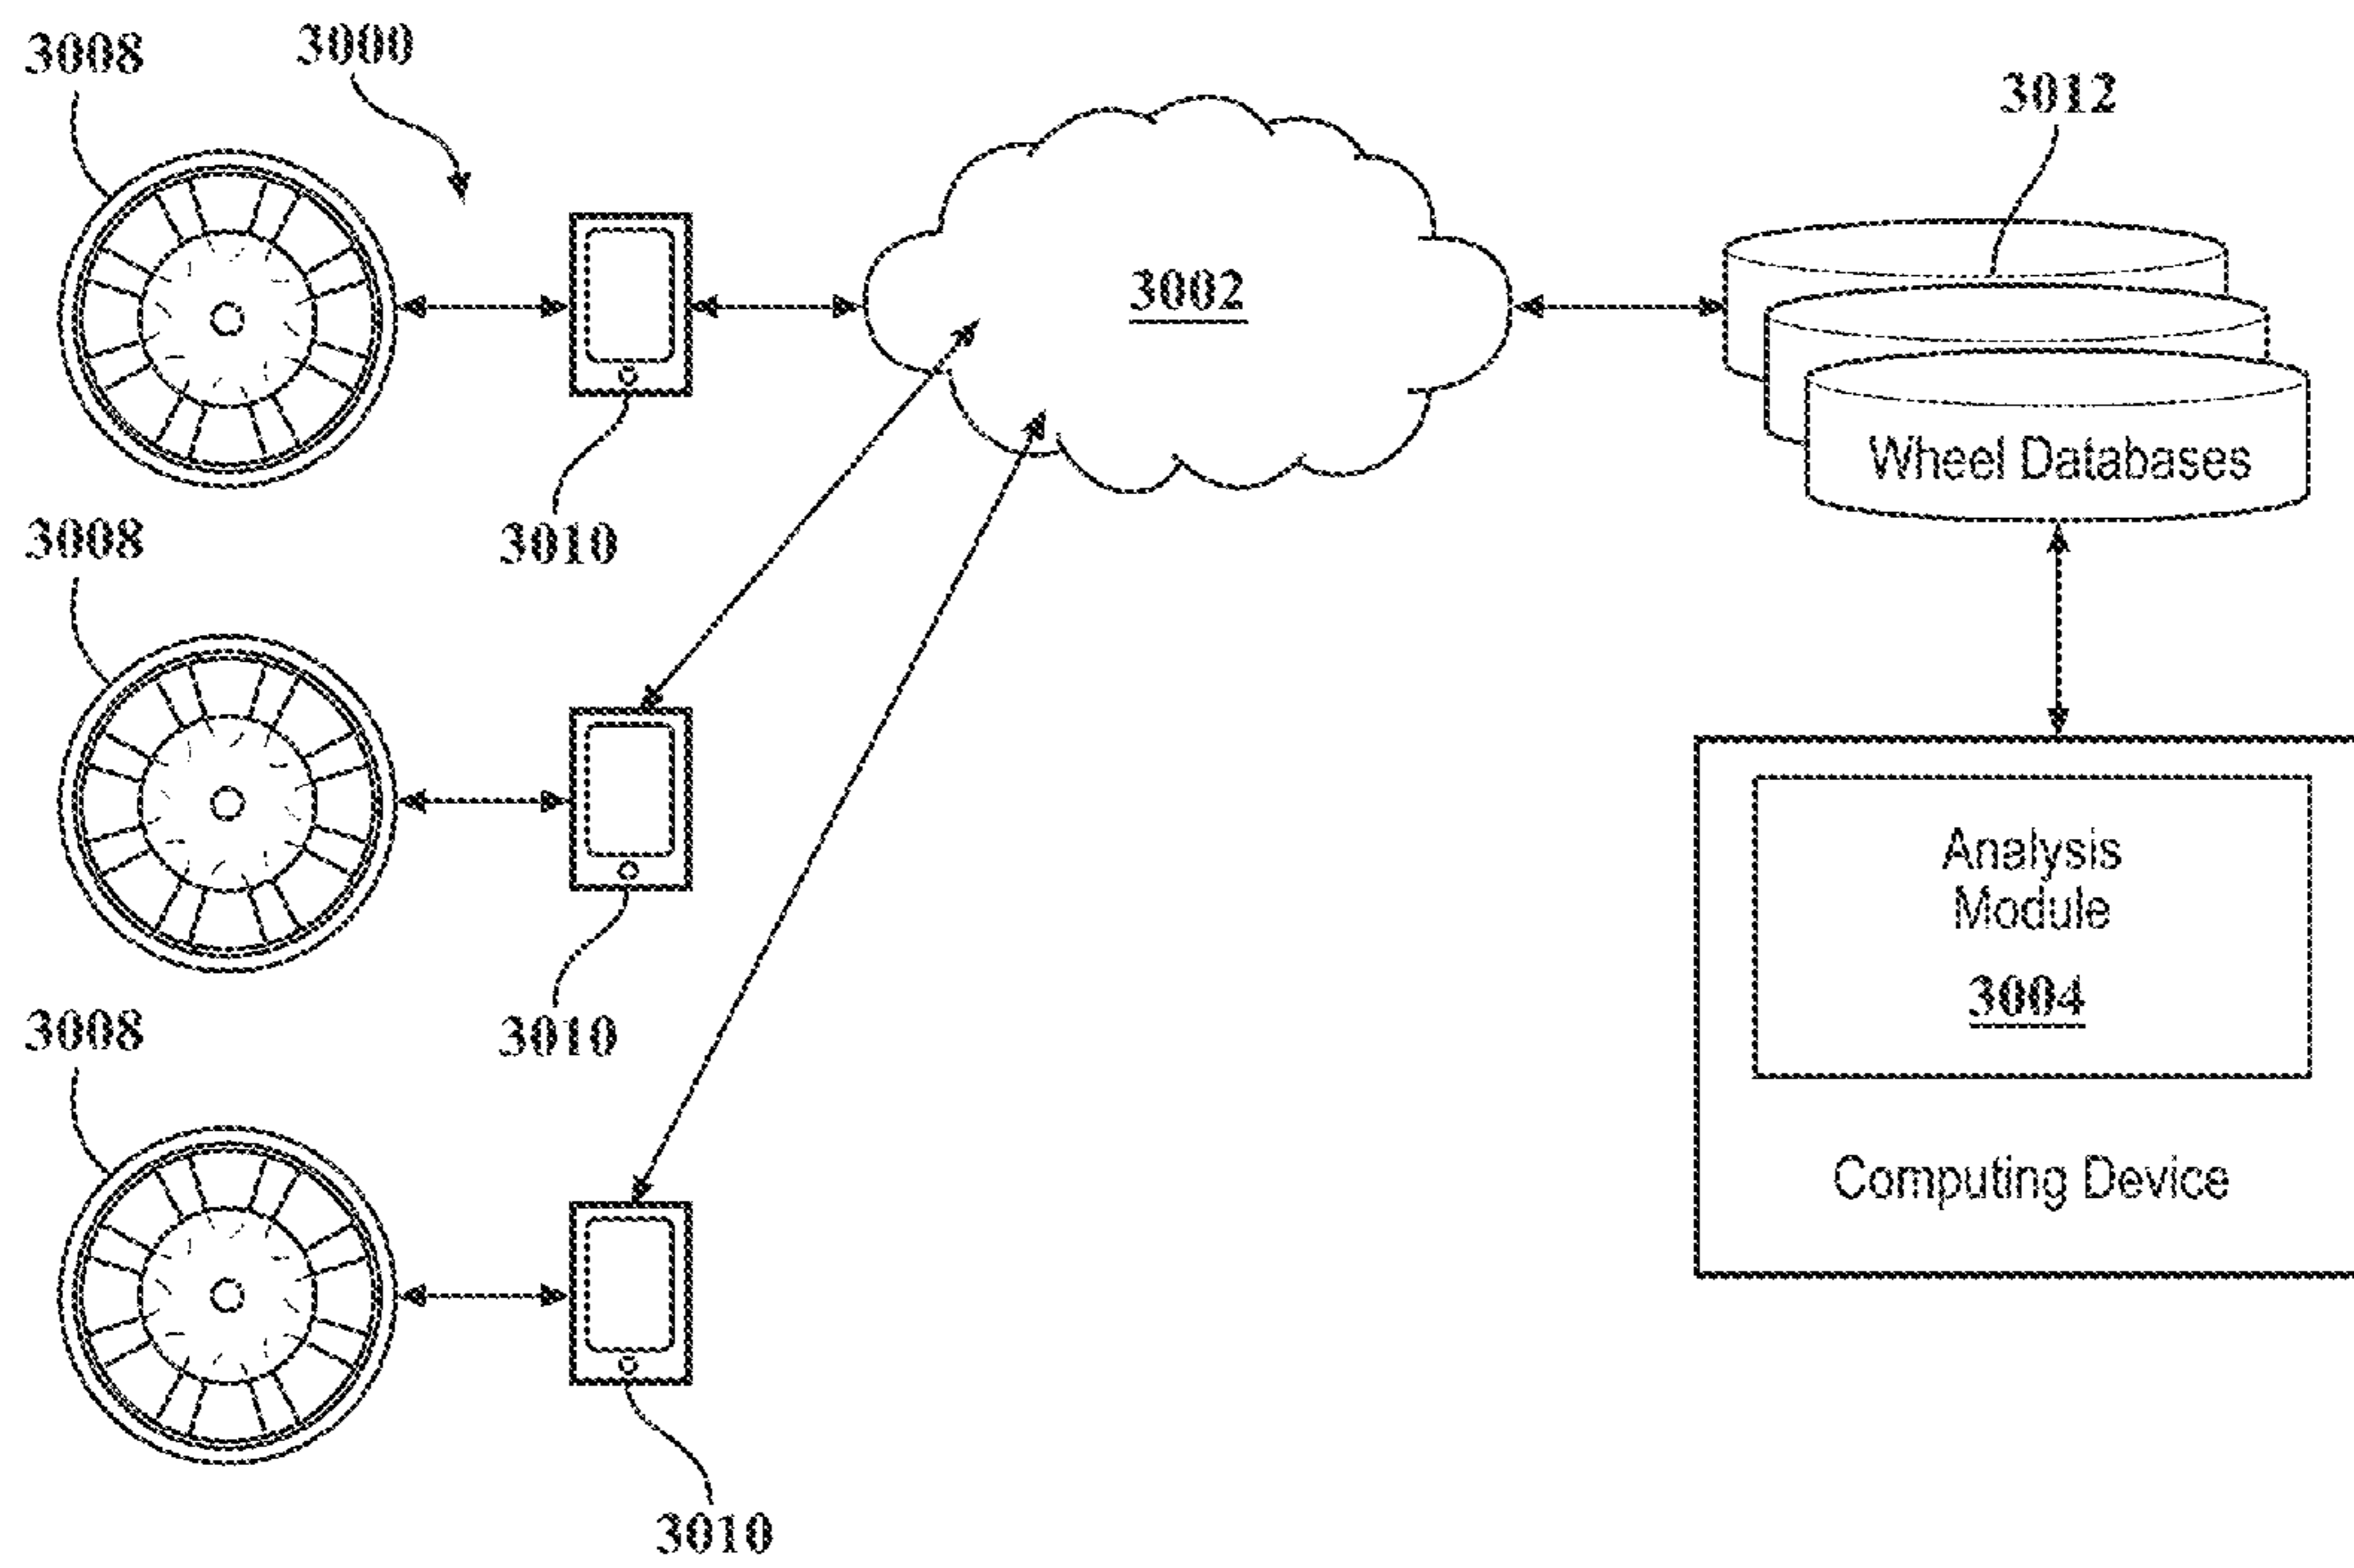 3008
3000
3012
3002
3010
Wheel Databases
3008
3010
Analysis
Module
3004
3008
Computing Device
3010